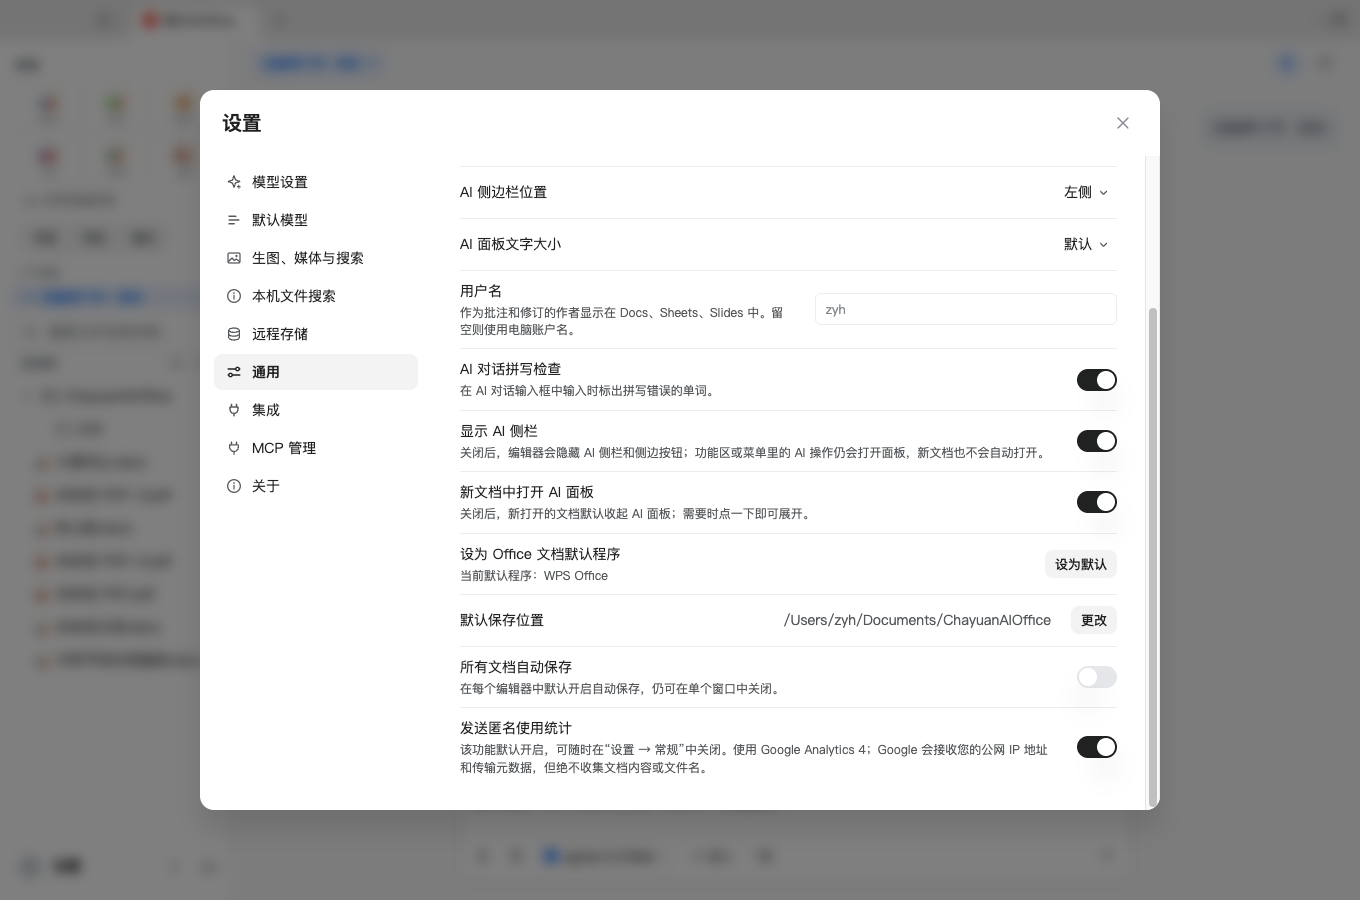 设置
模型设置
默认模型
生图、媒体与搜索
本机文件搜索
远程存储
通用
集成
MCP 管理
关于
AI 侧边栏位置
左侧
AI 面板文字大小
默认
用户名
作为批注和修订的作者显示在 Docs、Sheets、Slides 中。留
空则使用电脑账户名。
zyh
AI 对话拼写检查
在 AI 对话输入框中输入时标出拼写错误的单词。
显示 AI 侧栏
关闭后，编辑器会隐藏 AI 侧栏和侧边按钮；功能区或菜单里的 AI 操作仍会打开面板，新文档也不会自动打开。
新文档中打开 AI 面板
关闭后，新打开的文档默认收起 AI 面板；需要时点一下即可展开。
设为 Office 文档默认程序
当前默认程序：WPS Office
设为默认
默认保存位置
/Users/zyh/Documents/ChayuanAIOffice
更改
所有文档自动保存
在每个编辑器中默认开启自动保存，仍可在单个窗口中关闭。
发送匿名使用统计
该功能默认开启，可随时在“设置 → 常规”中关闭。使用 Google Analytics 4；Google 会接收您的公网 IP 地址
和传输元数据，但绝不收集文档内容或文件名。